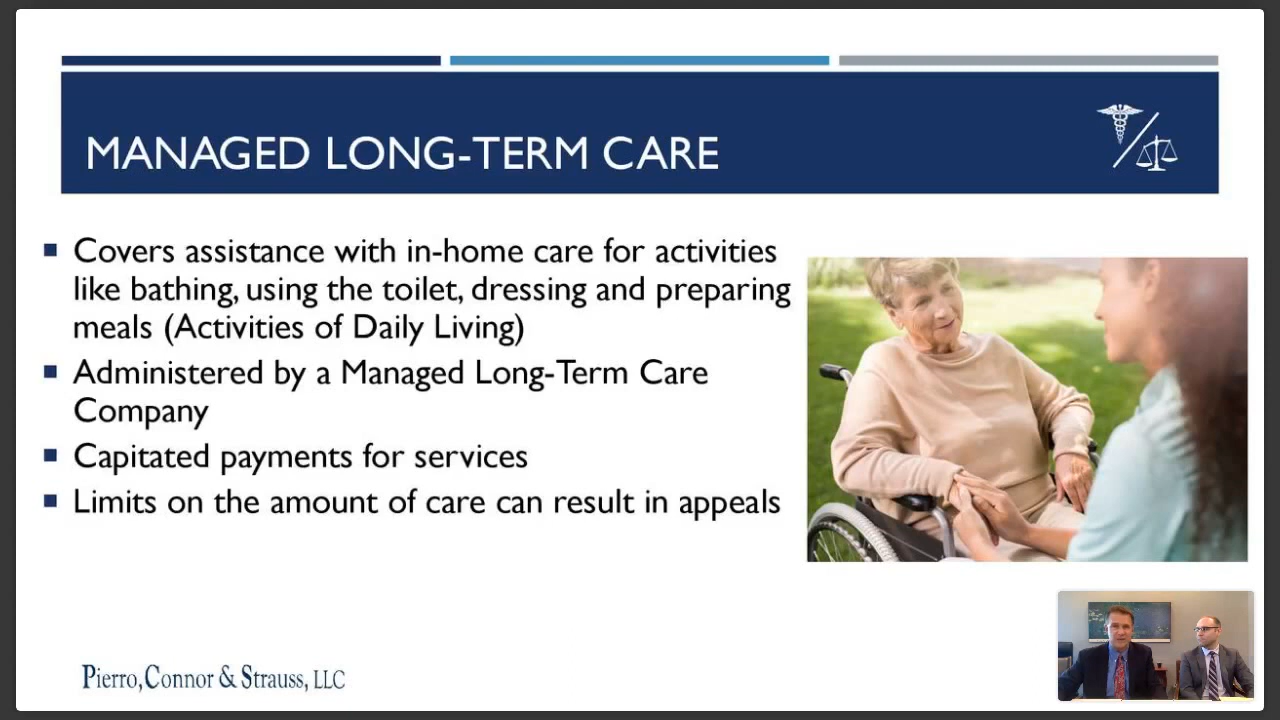 MANAGED LONG-TERM CARE
Covers assistance with in-home care for activities
like bathing, using the toilet, dressing and preparing
meals (Activities of Daily Living)
Administered by a Managed Long-Term Care
Company
Capitated payments for services
Limits on the amount of care can result in appeals
Pierro, Connor & Strauss, LLC